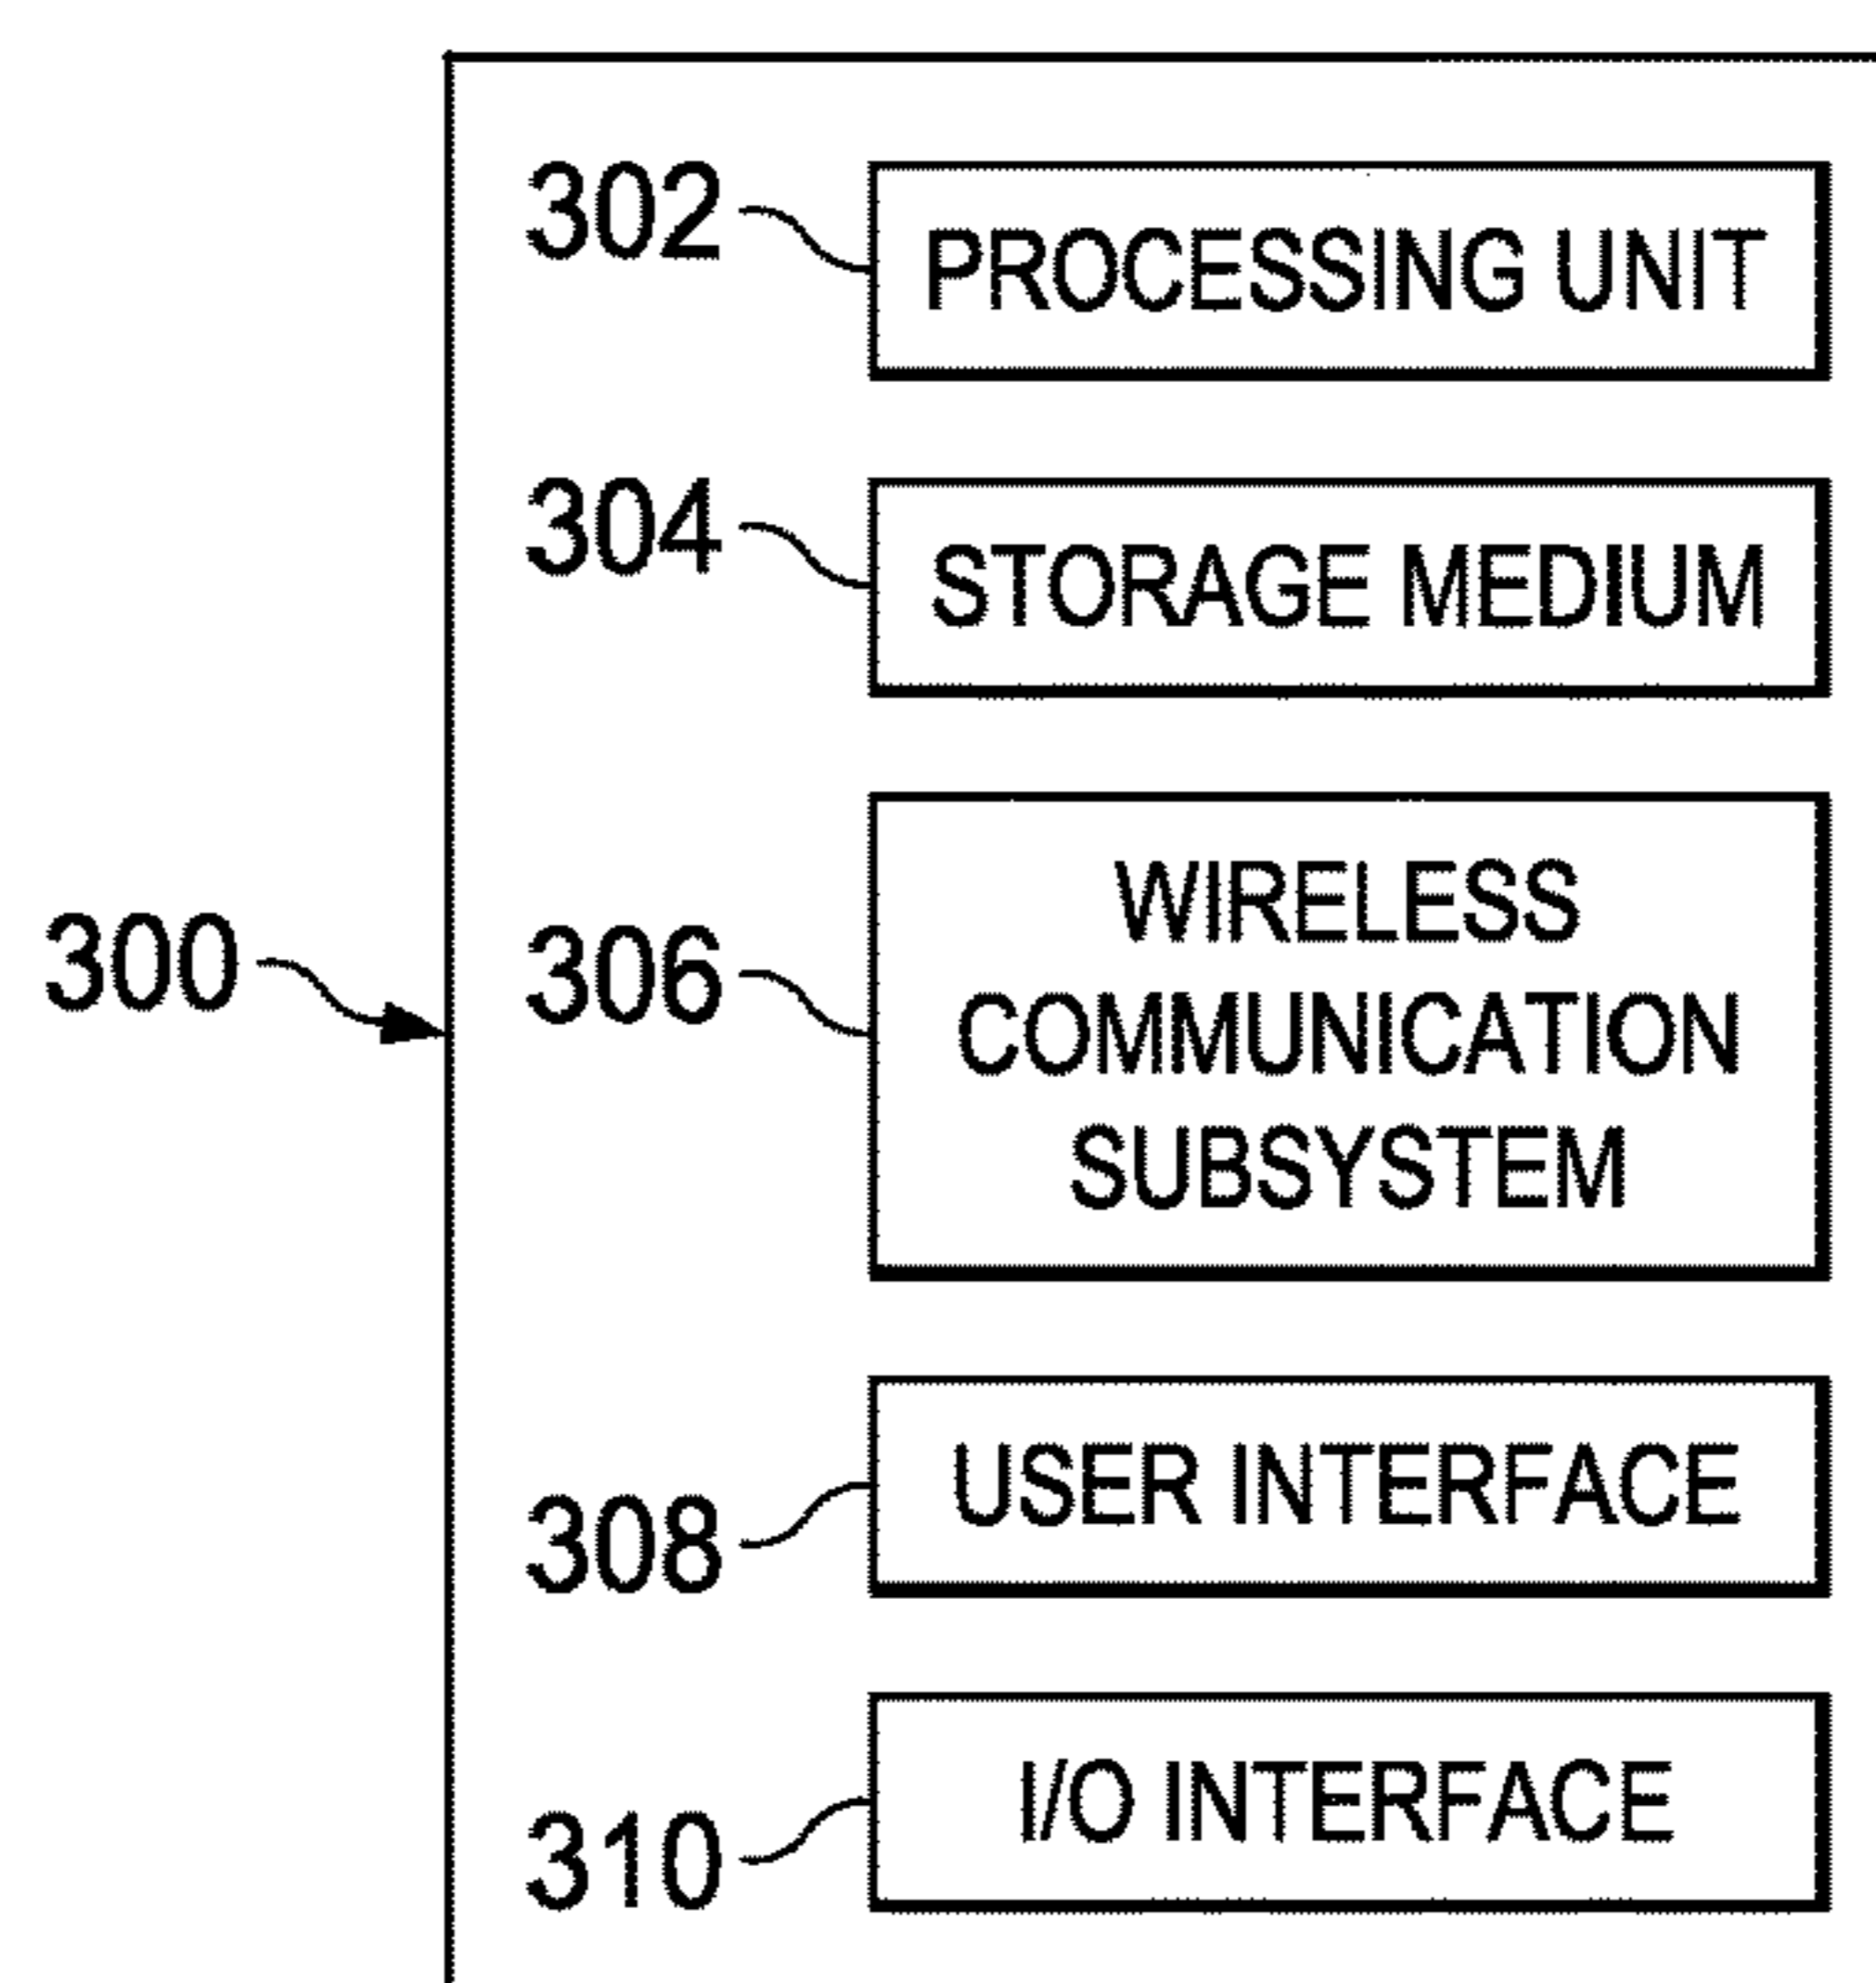 302
PROCESSING UNIT
304
STORAGE MEDIUM
300
306
WIRELESS
COMMUNICATION
SUBSYSTEM
308
USER INTERFACE
310
I/O INTERFACE